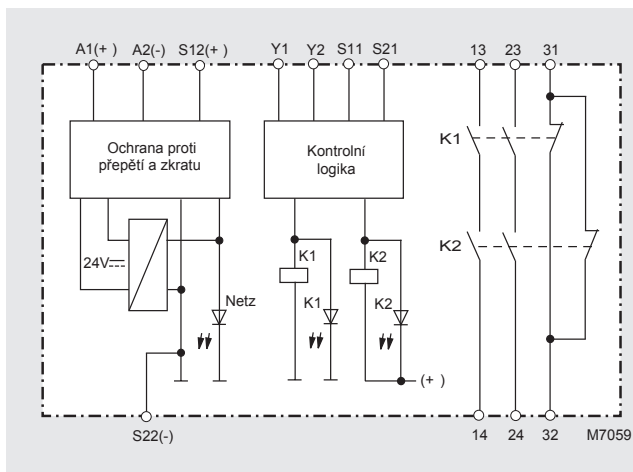 A1(+ ) A2(-) S12(+ ) Y1 Y2 S11 S21 13 23 31
Ochrana proti
přepětí a zkratu
Kontrolní
logika
K1
K2
24V
Netz
K1
K1
K2
K2
(+ )
S22(-)
14 24 32 M7059